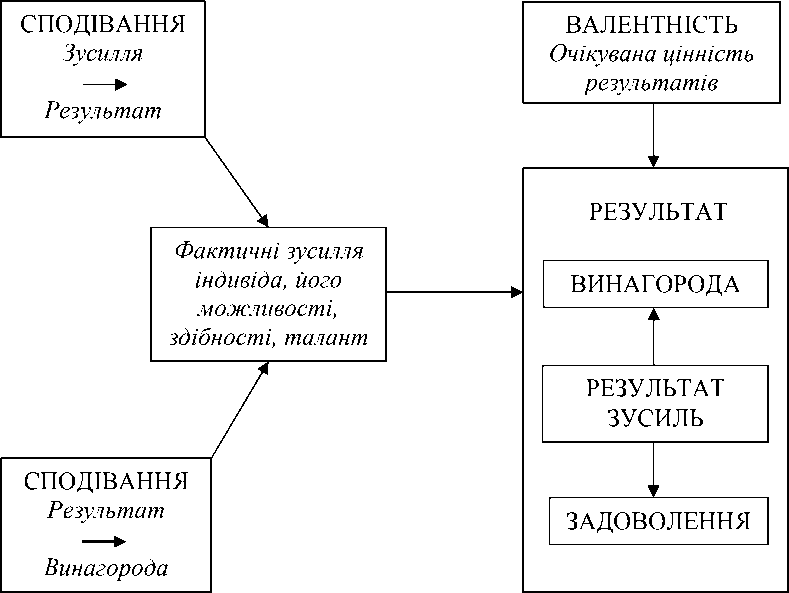 СПОДІВАННЯ
Зусилля
Результат
ВАЛЕНТНІСТЬ
Очікувана цінність
результатів
Фактичні зусилля
індивіда, його
можливості,
здібності, талант
РЕЗУЛЬТАТ
ВИНАГОРОДА
РЕЗУЛЬТАТ
ЗУСИЛЬ
ЗАДОВОЛЕННЯ
СПОДІВАННЯ
Результат
Винагорода